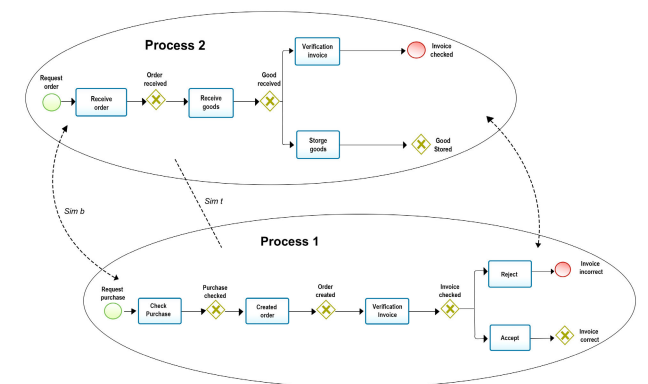 Process 2
Request
order
Receive
order
Order
received
Receive
goods
Good
received
Verification
invoice
Invoice
checked
Storge
goods
Good
Stored
Sim b
Sim t
Process 1
Request
purchase
Check
Purchase
Purchase
checked
Created
order
Order
created
Verification
Invoice
Invoice
checked
Reject
Invoice
incorrect
Accept
Invoice
correct